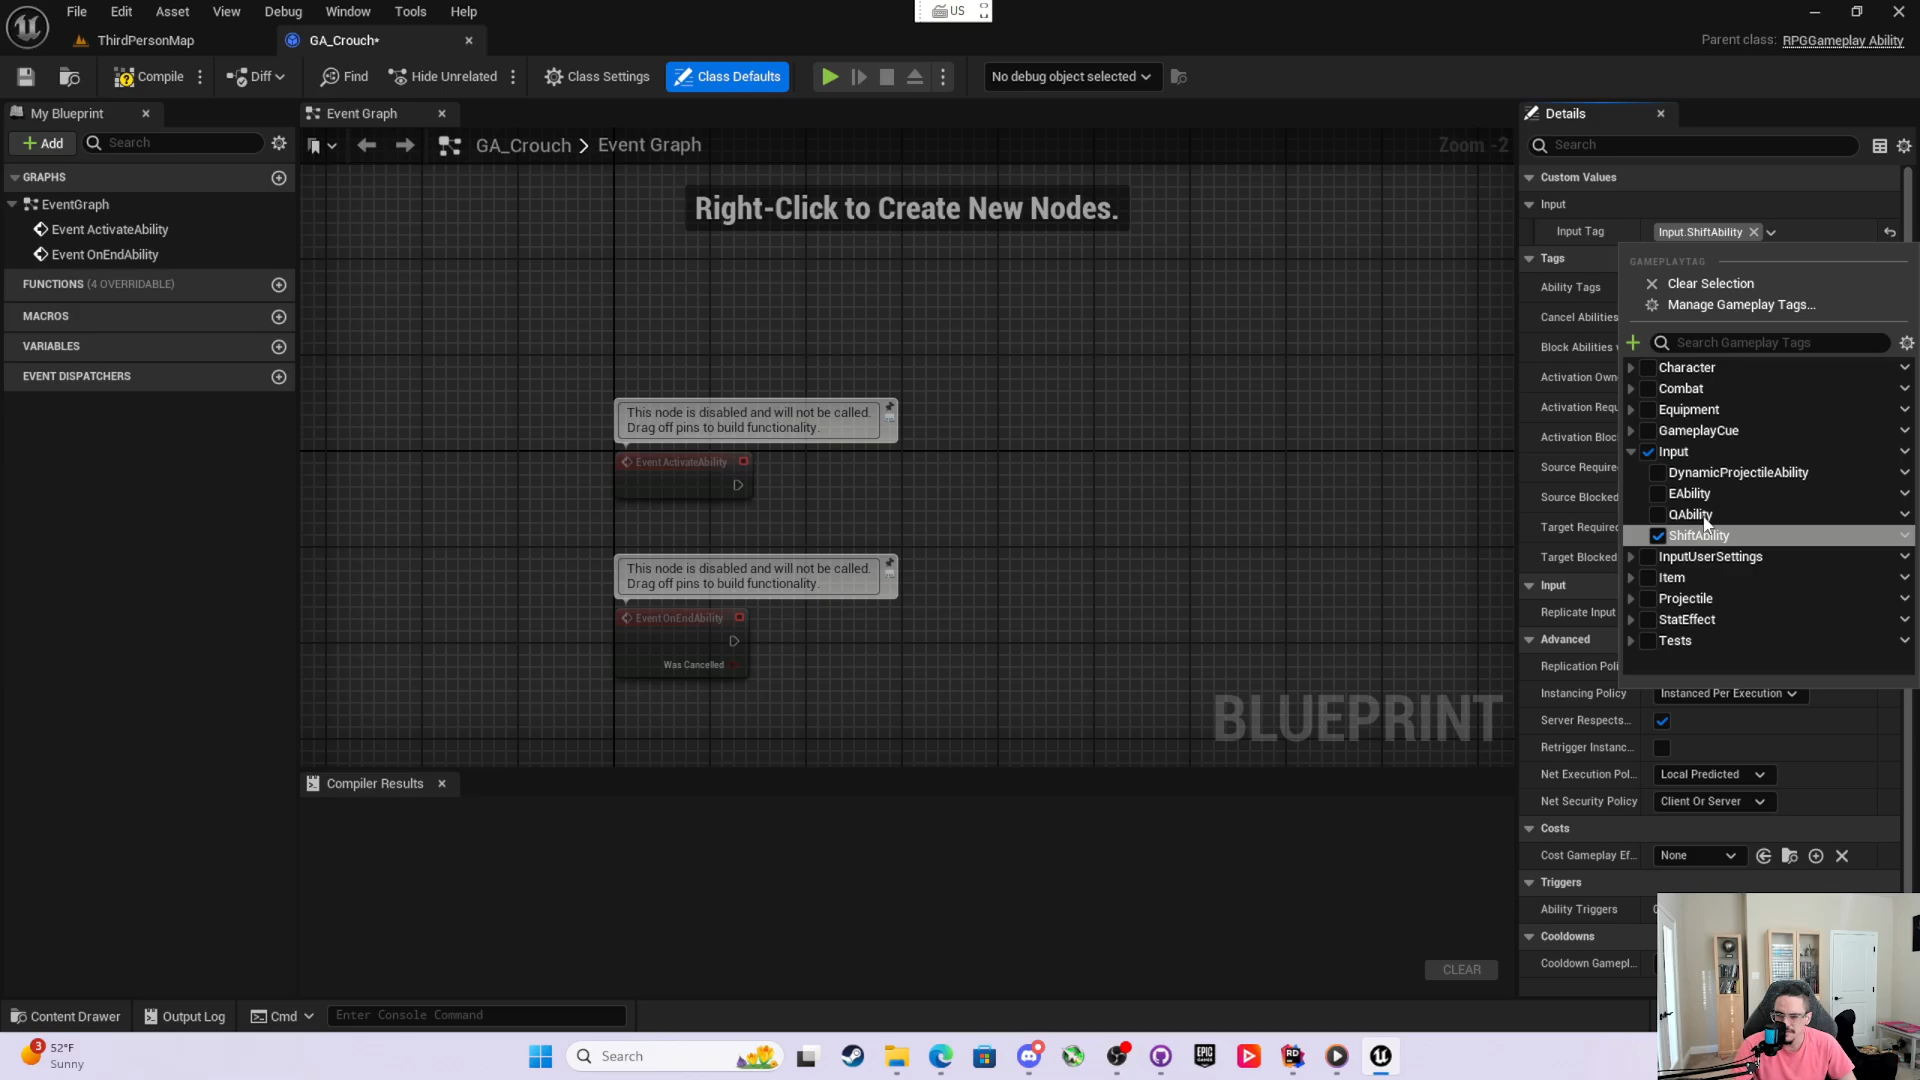 File Edit Asset View Debug Window Tools Help
US
ThirdPersonMap
GA_Crouch*
Parent class: RPGGameplay Ability
Compile
Diff
Find
Hide Unrelated
Class Settings
Class Defaults
No debug object selected
My Blueprint
Event Graph
Details
Add
Search
GA_Crouch > Event Graph
Zoom -2
Search
GRAPHS
EventGraph
Event ActivateAbility
Event OnEndAbility
FUNCTIONS (4 OVERRIDABLE)
MACROS
VARIABLES
EVENT DISPATCHERS
Right-Click to Create New Nodes.
This node is disabled and will not be called.
Drag off pins to build functionality.
Event ActivateAbility
This node is disabled and will not be called.
Drag off pins to build functionality.
Event OnEndAbility
Was Cancelled
BLUEPRINT
Custom Values
Input
Input Tag
Input.ShiftAbility
Tags
Ability Tags
Cancel Abilities
Block Abilities
Activation Own
Activation Requ
Activation Bloc
Source Require
Source Blocked
Target Required
Target Blocked
Input
Replicate Input
Advanced
Replication Poli
Instancing Policy
Instanced Per Execution
Server Respects...
Retrigger Instanc...
Net Execution Pol...
Local Predicted
Net Security Policy
Client Or Server
Costs
Cost Gameplay Ef...
None
Triggers
Ability Triggers
Cooldowns
Cooldown Gamepl...
GAMEPLAYTAG
Clear Selection
Manage Gameplay Tags...
Search Gameplay Tags
Character
Combat
Equipment
GameplayCue
Input
DynamicProjectileAbility
EAbility
QAbility
ShiftAbility
InputUserSettings
Item
Projectile
StatEffect
Tests
Compiler Results
CLEAR
Content Drawer
Output Log
Cmd
Enter Console Command
3
52°F
Sunny
Search
EPIC
GAMES
RD